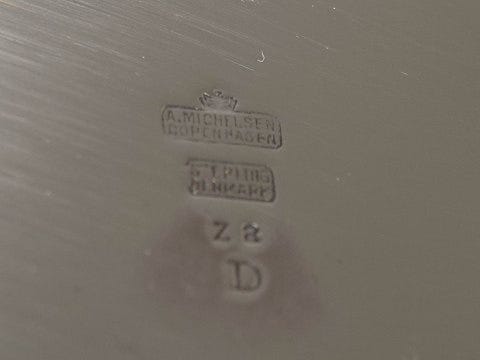 A.MICHELSEN
COPENHAGEN
STERLING
DENMARK
Z a
D